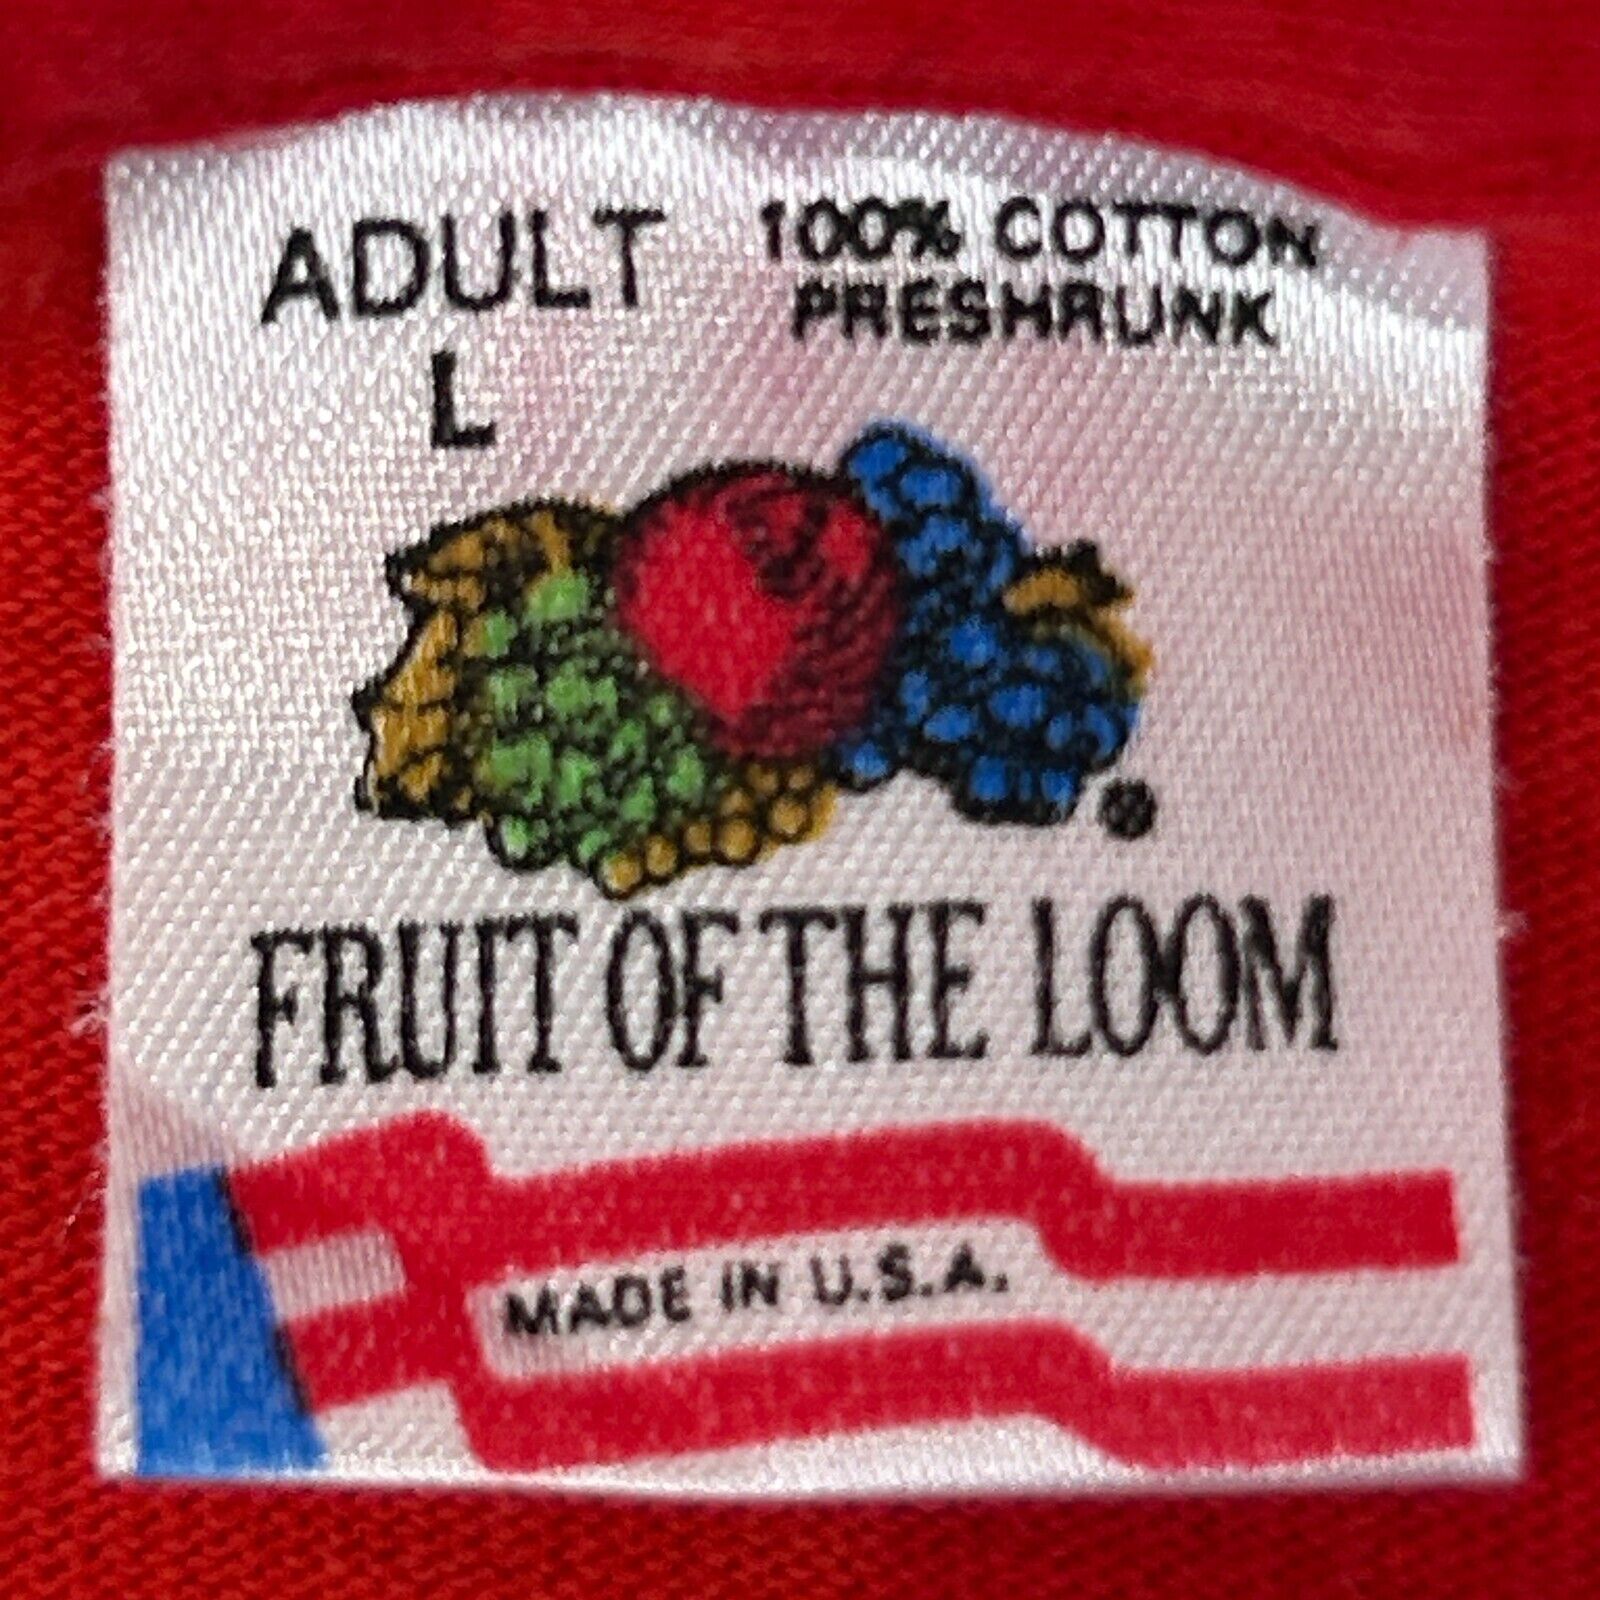 ADULT
L
100% COTTON
PRESHRUNK
®
FRUIT OF THE LOOM
MADE IN U.S.A.